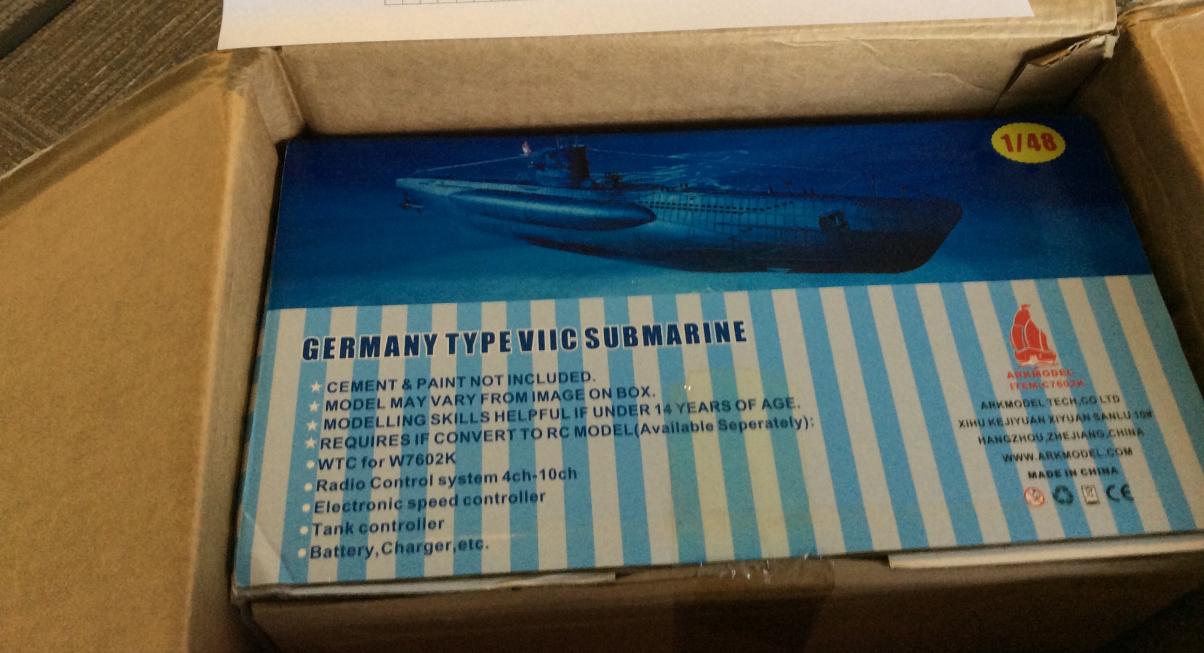 1/48
GERMANY TYPE VIIC SUBMARINE
CEMENT & PAINT NOT INCLUDED.
MODEL MAY VARY FROM IMAGE ON BOX.
MODELLING SKILLS HELPFUL IF UNDER 14 YEARS OF AGE.
REQUIRES IF CONVERT TO RC MODEL(Available Seperately):
WTC for W7602K
Radio Control system 4ch-10ch
Electronic speed controller
Tank controller
Battery,Charger,etc.
ARKMODEL
ITEM:C7602K
ARKMODEL TECH,CO LTD
XIHU KEJIYUAN XIYUAN SANLU 10#
HANGZHOU,ZHEJIANG,CHINA
WWW.ARKMODEL.COM
MADE IN CHINA
CE